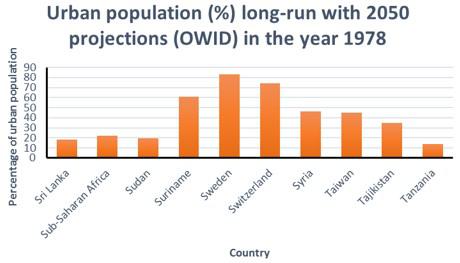 Urban population (%) long-run with 2050
projections (OWID) in the year 1978
Percentage of urban population
90
80
70
60
50
40
30
20
10
0
Sri Lanka
Sub-Saharan Africa
Sudan
Suriname
Sweden
Switzerland
Syria
Taiwan
Tajikistan
Tanzania
Country